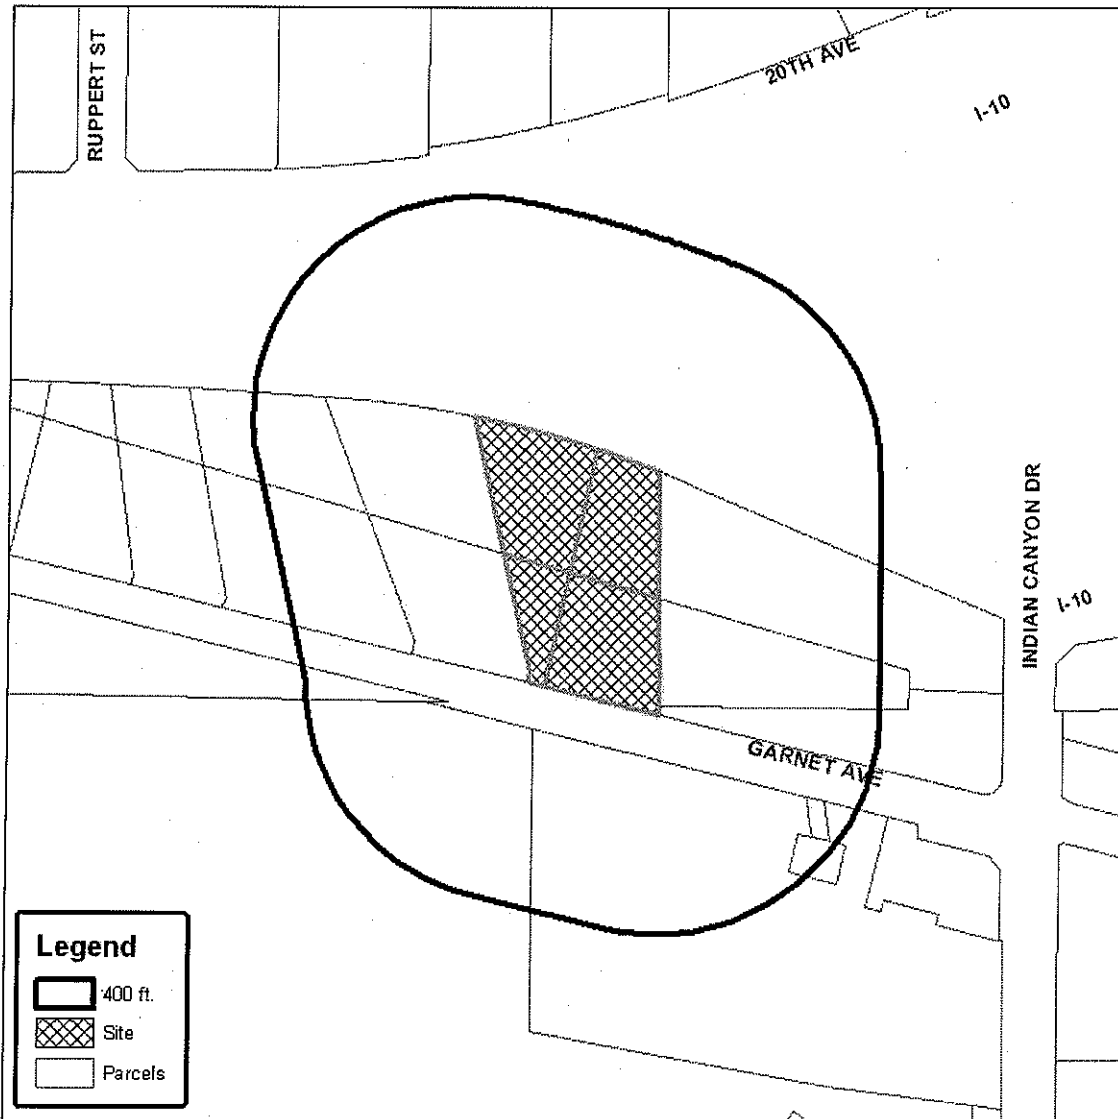 RUPPERT ST
20TH AVE
I-10
INDIAN CANYON DR
I-10
GARNET AVE
Legend
400 ft.
Site
Parcels